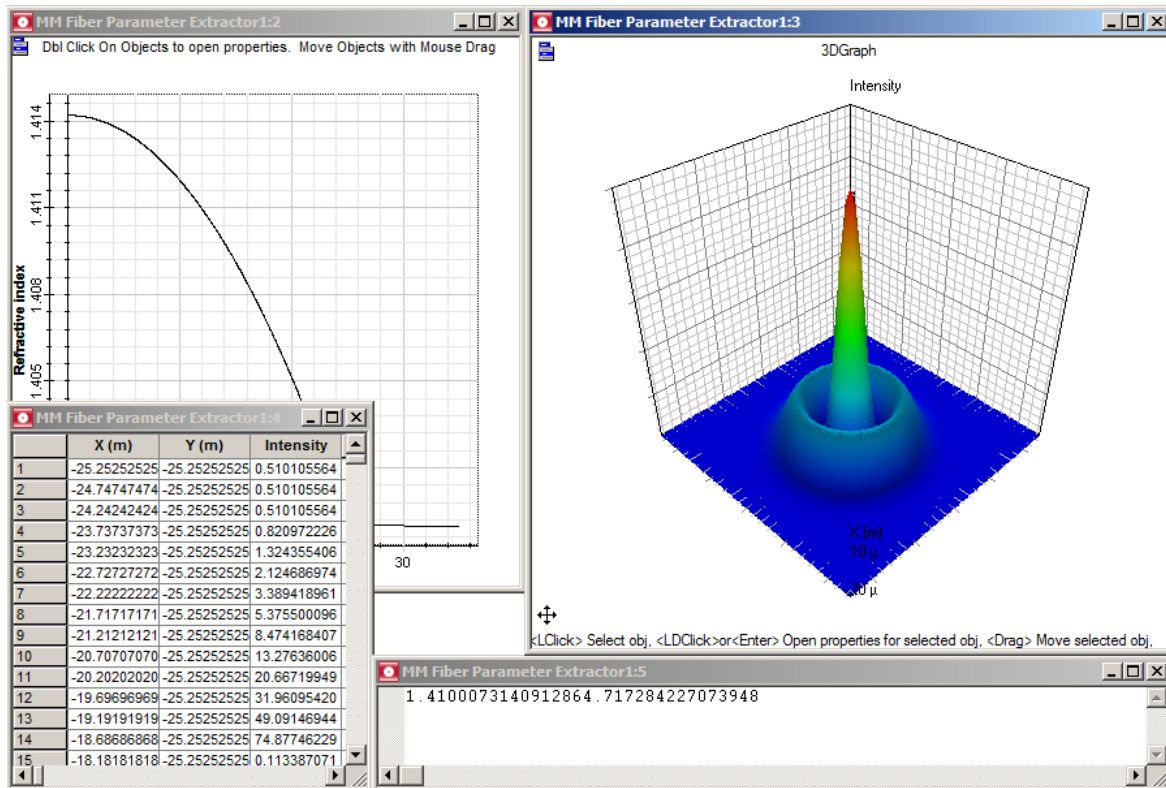 MM Fiber Parameter Extractor1:2
Dbl Click On Objects to open properties. Move Objects with Mouse Drag
1.414
1.411
1.408
1.405
Refractive index
30
MM Fiber Parameter Extractor1:3
3DGraph
Intensity
X (m)
10 µ
20 µ
<LClick> Select obj, <LDClick>or<Enter> Open properties for selected obj, <Drag> Move selected obj,
MM Fiber Parameter Extractor1:4
X (m) Y (m) Intensity
1 -25.25252525 -25.25252525 0.510105564
2 -24.74747474 -25.25252525 0.510105564
3 -24.24242424 -25.25252525 0.510105564
4 -23.73737373 -25.25252525 0.820972226
5 -23.23232323 -25.25252525 1.324355406
6 -22.72727272 -25.25252525 2.124686974
7 -22.22222222 -25.25252525 3.389418961
8 -21.71717171 -25.25252525 5.375500096
9 -21.21212121 -25.25252525 8.474168407
10 -20.70707070 -25.25252525 13.27636006
11 -20.20202020 -25.25252525 20.66719949
12 -19.69696969 -25.25252525 31.96095420
13 -19.19191919 -25.25252525 49.09146944
14 -18.68686868 -25.25252525 74.87746229
15 -18.18181818 -25.25252525 0.113387071
MM Fiber Parameter Extractor1:5
1.4100073140912864.717284227073948